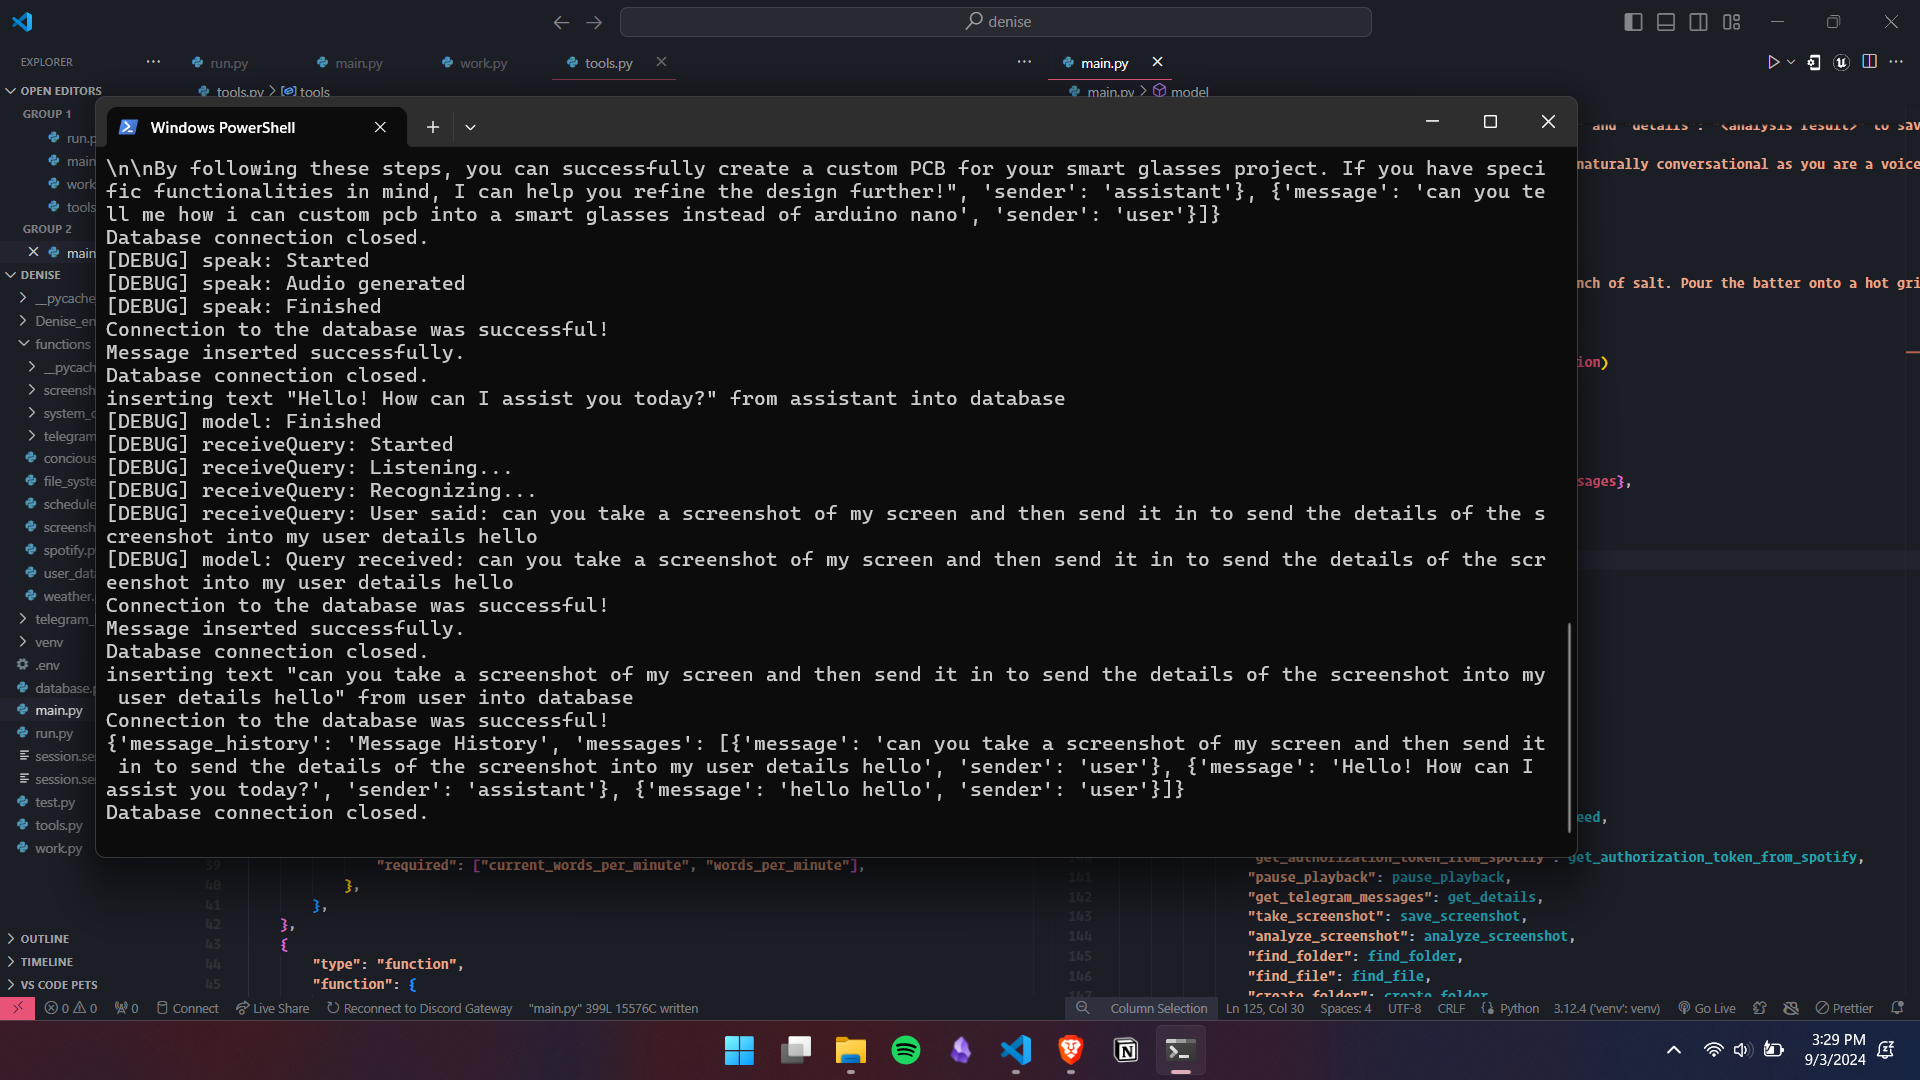 denise
EXPLORER
run.py
main.py
work.py
tools.py
main.py
OPEN EDITORS
tools.py > tools
main.py > model
GROUP 1
run.p
main
work
tools
GROUP 2
main
DENISE
__pycache
Denise_en
functions
__pycach
screensh
system_c
telegram
concious
file_syste
schedule
screensh
spotify.p
user_dat
weather.
telegram_
venv
.env
database.p
main.py
run.py
session.se
session.se
test.py
tools.py
work.py
OUTLINE
TIMELINE
VS CODE PETS
Windows PowerShell
\n\nBy following these steps, you can successfully create a custom PCB for your smart glasses project. If you have speci
fic functionalities in mind, I can help you refine the design further!", 'sender': 'assistant'}, {'message': 'can you te
ll me how i can custom pcb into a smart glasses instead of arduino nano', 'sender': 'user'}]}
Database connection closed.
[DEBUG] speak: Started
[DEBUG] speak: Audio generated
[DEBUG] speak: Finished
Connection to the database was successful!
Message inserted successfully.
Database connection closed.
inserting text "Hello! How can I assist you today?" from assistant into database
[DEBUG] model: Finished
[DEBUG] receiveQuery: Started
[DEBUG] receiveQuery: Listening...
[DEBUG] receiveQuery: Recognizing...
[DEBUG] receiveQuery: User said: can you take a screenshot of my screen and then send it in to send the details of the s
creenshot into my user details hello
[DEBUG] model: Query received: can you take a screenshot of my screen and then send it in to send the details of the scr
eenshot into my user details hello
Connection to the database was successful!
Message inserted successfully.
Database connection closed.
inserting text "can you take a screenshot of my screen and then send it in to send the details of the screenshot into my
 user details hello" from user into database
Connection to the database was successful!
{'message_history': 'Message History', 'messages': [{'message': 'can you take a screenshot of my screen and then send it
 in to send the details of the screenshot into my user details hello', 'sender': 'user'}, {'message': 'Hello! How can I
assist you today?', 'sender': 'assistant'}, {'message': 'hello hello', 'sender': 'user'}]}
Database connection closed.
and "details": "<analysis result>" to sav
naturally conversational as you are a voice
nch of salt. Pour the batter onto a hot gri
ion)
sages},
eed,
39 "required": ["current_words_per_minute", "words_per_minute"],
40 },
41 },
42 },
43 {
44 "type": "function",
45 "function": {
"get_authorization_token_from_spotify": get_authorization_token_from_spotify,
141 "pause_playback": pause_playback,
142 "get_telegram_messages": get_details,
143 "take_screenshot": save_screenshot,
144 "analyze_screenshot": analyze_screenshot,
145 "find_folder": find_folder,
146 "find_file": find_file,
147 "create_folder": create_folder
0 0 0 Connect Live Share Reconnect to Discord Gateway "main.py" 399L 15576C written Column Selection Ln 125, Col 30 Spaces: 4 UTF-8 CRLF Python 3.12.4 ('venv': venv) Go Live Prettier
3:29 PM
9/3/2024